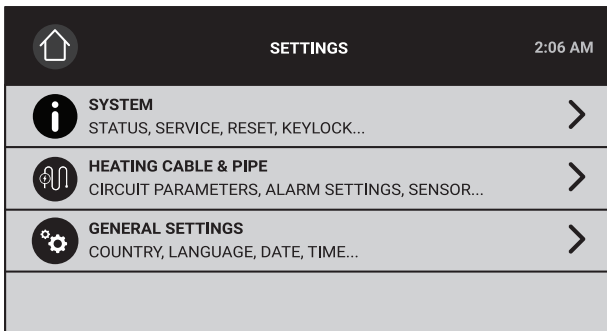 SETTINGS 2:06 AM
SYSTEM
STATUS, SERVICE, RESET, KEYLOCK...
HEATING CABLE & PIPE
CIRCUIT PARAMETERS, ALARM SETTINGS, SENSOR...
GENERAL SETTINGS
COUNTRY, LANGUAGE, DATE, TIME...